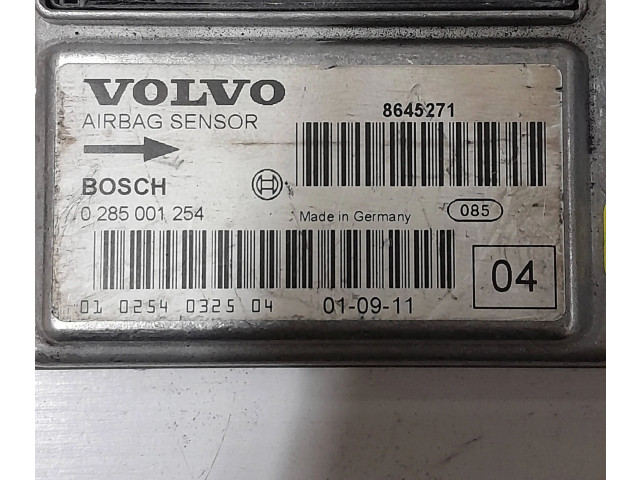 VOLVO
AIRBAG SENSOR
8645271
BOSCH
0 285 001 254
Made in Germany
085
04
01 0254 0325 04
01-09-11